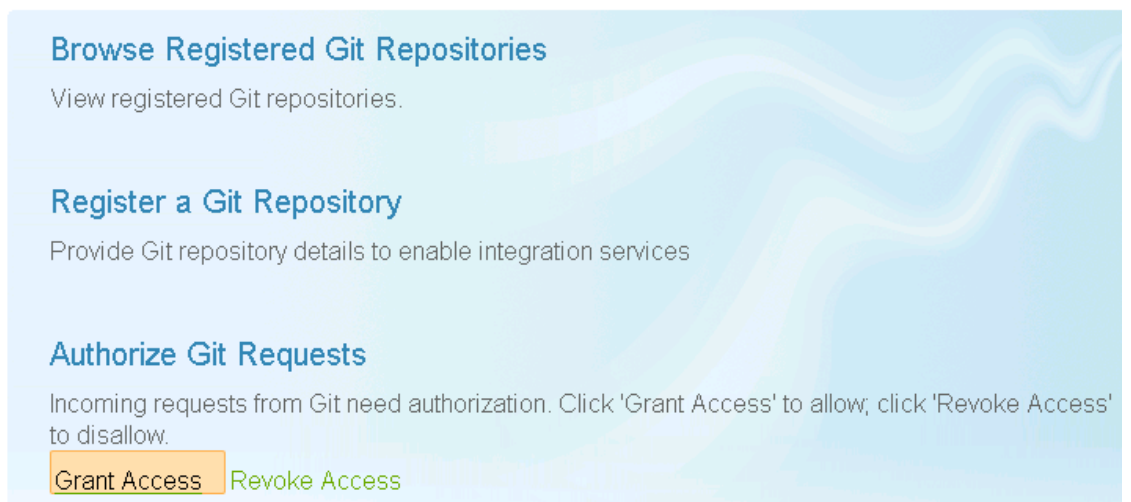 Browse Registered Git Repositories
View registered Git repositories.
Register a Git Repository
Provide Git repository details to enable integration services
Authorize Git Requests
Incoming requests from Git need authorization. Click 'Grant Access' to allow; click 'Revoke Access'
to disallow.
Grant Access Revoke Access